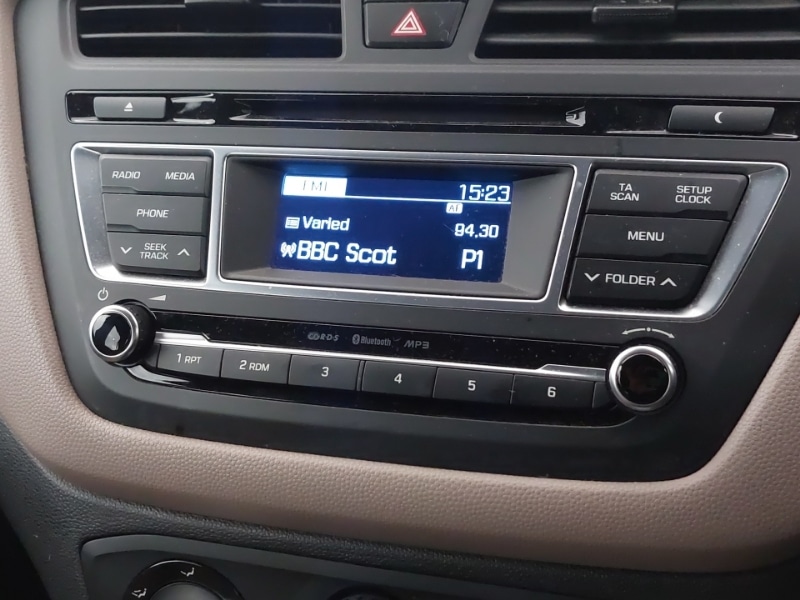 RADIO MEDIA
PHONE
SEEK
TRACK
FM1 15:23
AF
Varied 94.30
BBC Scot P1
TA
SCAN
SETUP
CLOCK
MENU
FOLDER
R·D·S Bluetooth MP3
1 RPT 2 RDM 3 4 5 6